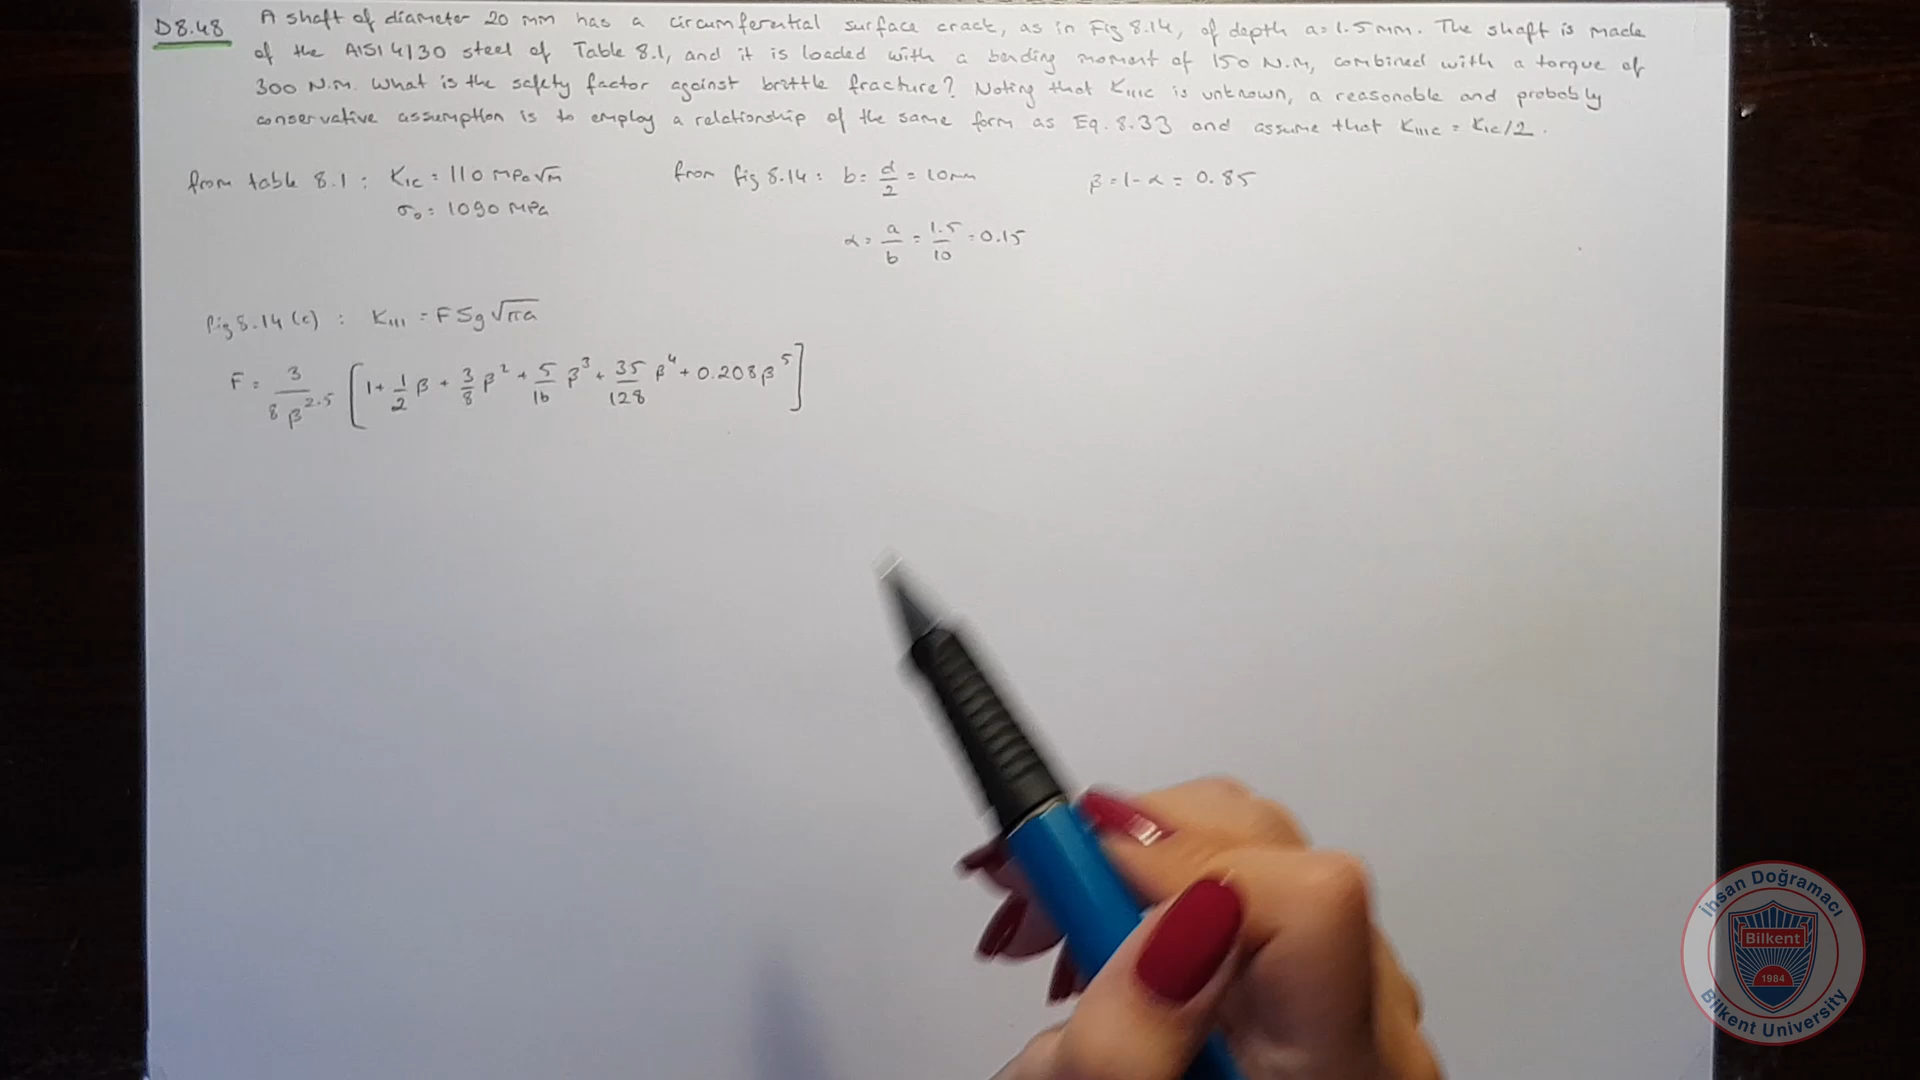 D8.48 A shaft of diameter 20 mm has a circumferential surface crack, as in Fig 8.14, of depth a=1.5mm. The shaft is made
of the AISI 4130 steel of Table 8.1, and it is loaded with a bending moment of 150 N.m, combined with a torque of
300 N.m. What is the safety factor against brittle fracture? Noting that KIIIc is unknown, a reasonable and probably
conservative assumption is to employ a relationship of the same form as Eq. 8.33 and assume that KIIIc = KIc/2.
from table 8.1 : KIc = 110 MPa√m
σo = 1090 MPa
from fig 8.14 : b = d/2 = 10mm
α = a/b = 1.5/10 = 0.15
β = 1-α = 0.85
fig 8.14 (c) : KIII = F Sg √πa
F = 3/8β^2.5 [1 + 1/2 β + 3/8 β^2 + 5/16 β^3 + 35/128 β^4 + 0.208β^5]
İhsan Doğramacı
Bilkent
1984
Bilkent University